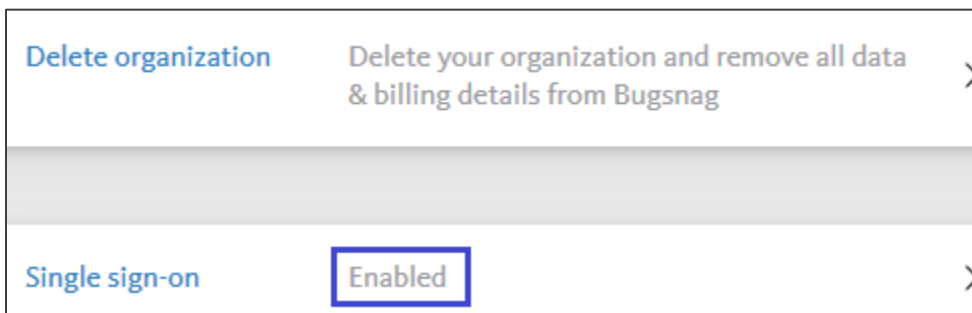 Delete organization
Delete your organization and remove all data
& billing details from Bugsnag
Single sign-on
Enabled